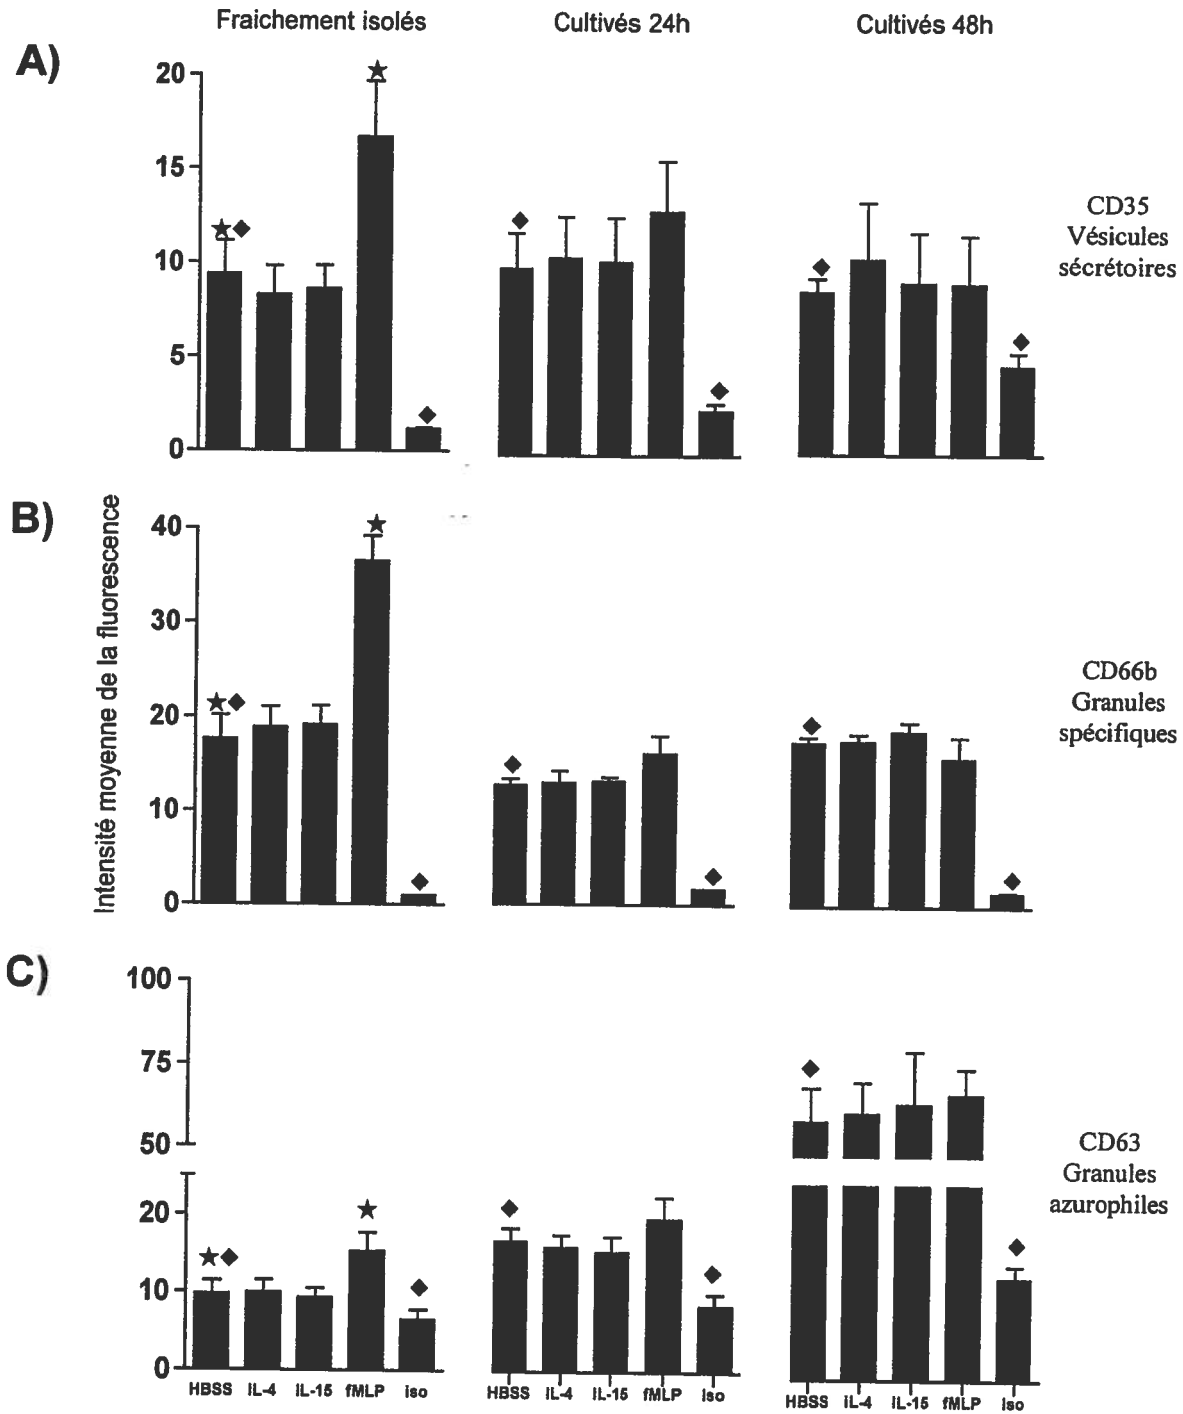 Fraichement isolés
Cultivés 24h
Cultivés 48h
A)
20
15
10
5
0
CD35
Vésicules
sécrétoires
B)
Intensité moyenne de la fluorescence
40
30
20
10
0
CD66b
Granules
spécifiques
C)
100
75
50
20
10
0
CD63
Granules
azurophiles
HBSS IL-4 IL-15 fMLP Iso
HBSS IL-4 IL-15 fMLP Iso
HBSS IL-4 IL-15 fMLP Iso